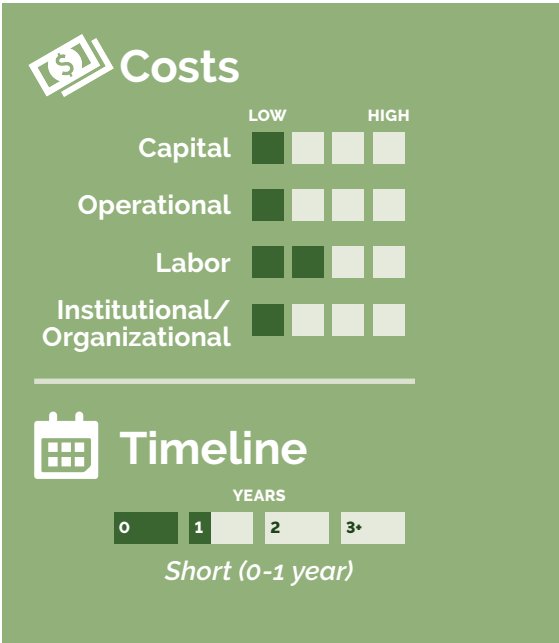 $
Costs
LOW HIGH
Capital
Operational
Labor
Institutional/
Organizational
Timeline
YEARS
0 1 2 3+
Short (0-1 year)